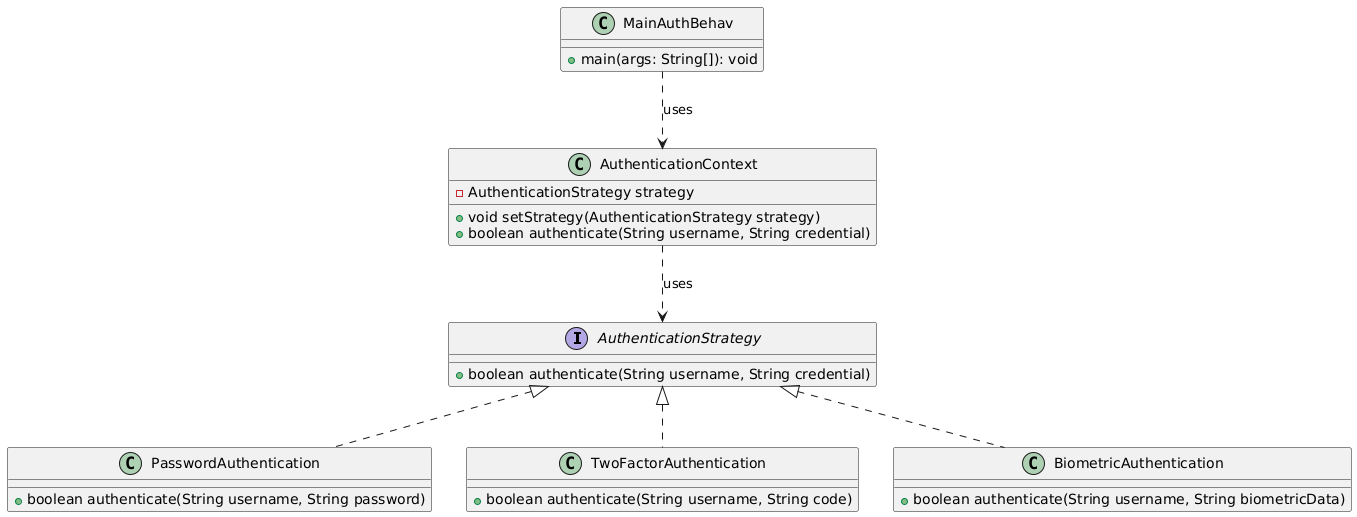 C MainAuthBehav
main(args: String[]): void
uses
C AuthenticationContext
AuthenticationStrategy strategy
void setStrategy(AuthenticationStrategy strategy)
boolean authenticate(String username, String credential)
uses
I AuthenticationStrategy
boolean authenticate(String username, String credential)
C PasswordAuthentication
boolean authenticate(String username, String password)
C TwoFactorAuthentication
boolean authenticate(String username, String code)
C BiometricAuthentication
boolean authenticate(String username, String biometricData)